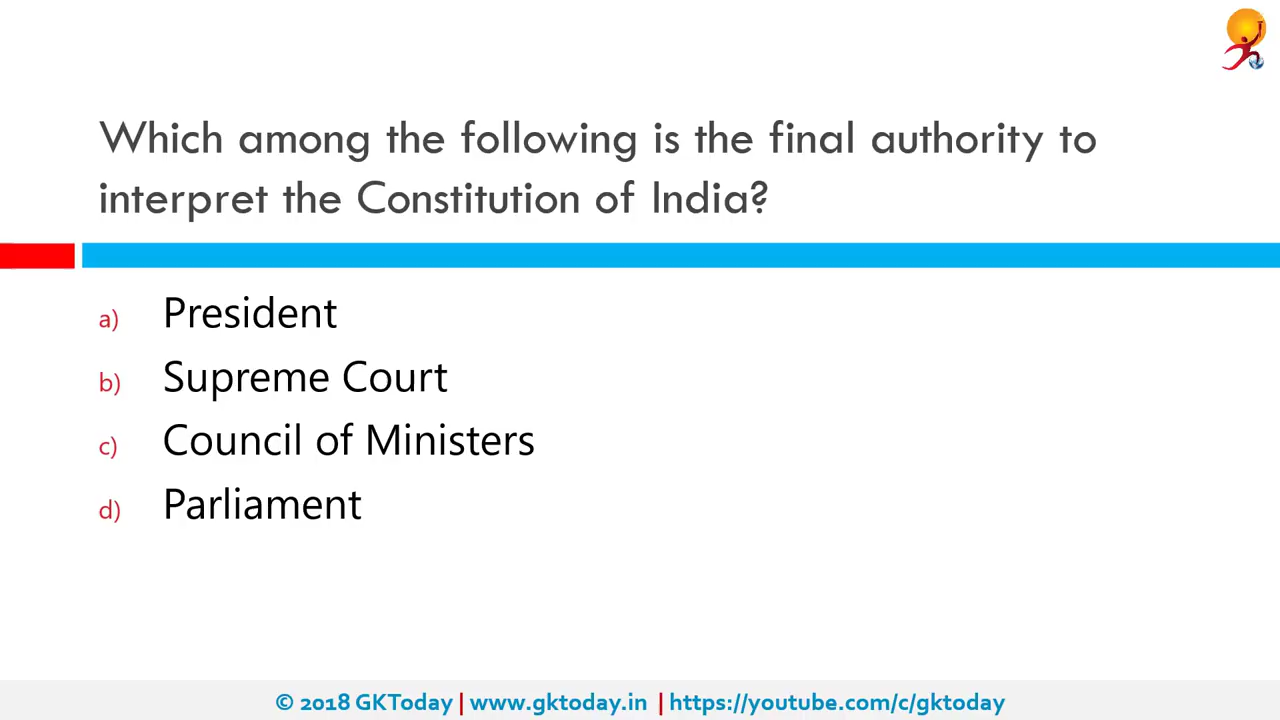 Which among the following is the final authority to
interpret the Constitution of India?
a) President
b) Supreme Court
c) Council of Ministers
d) Parliament
© 2018 GKToday | www.gktoday.in | https://youtube.com/c/gktoday